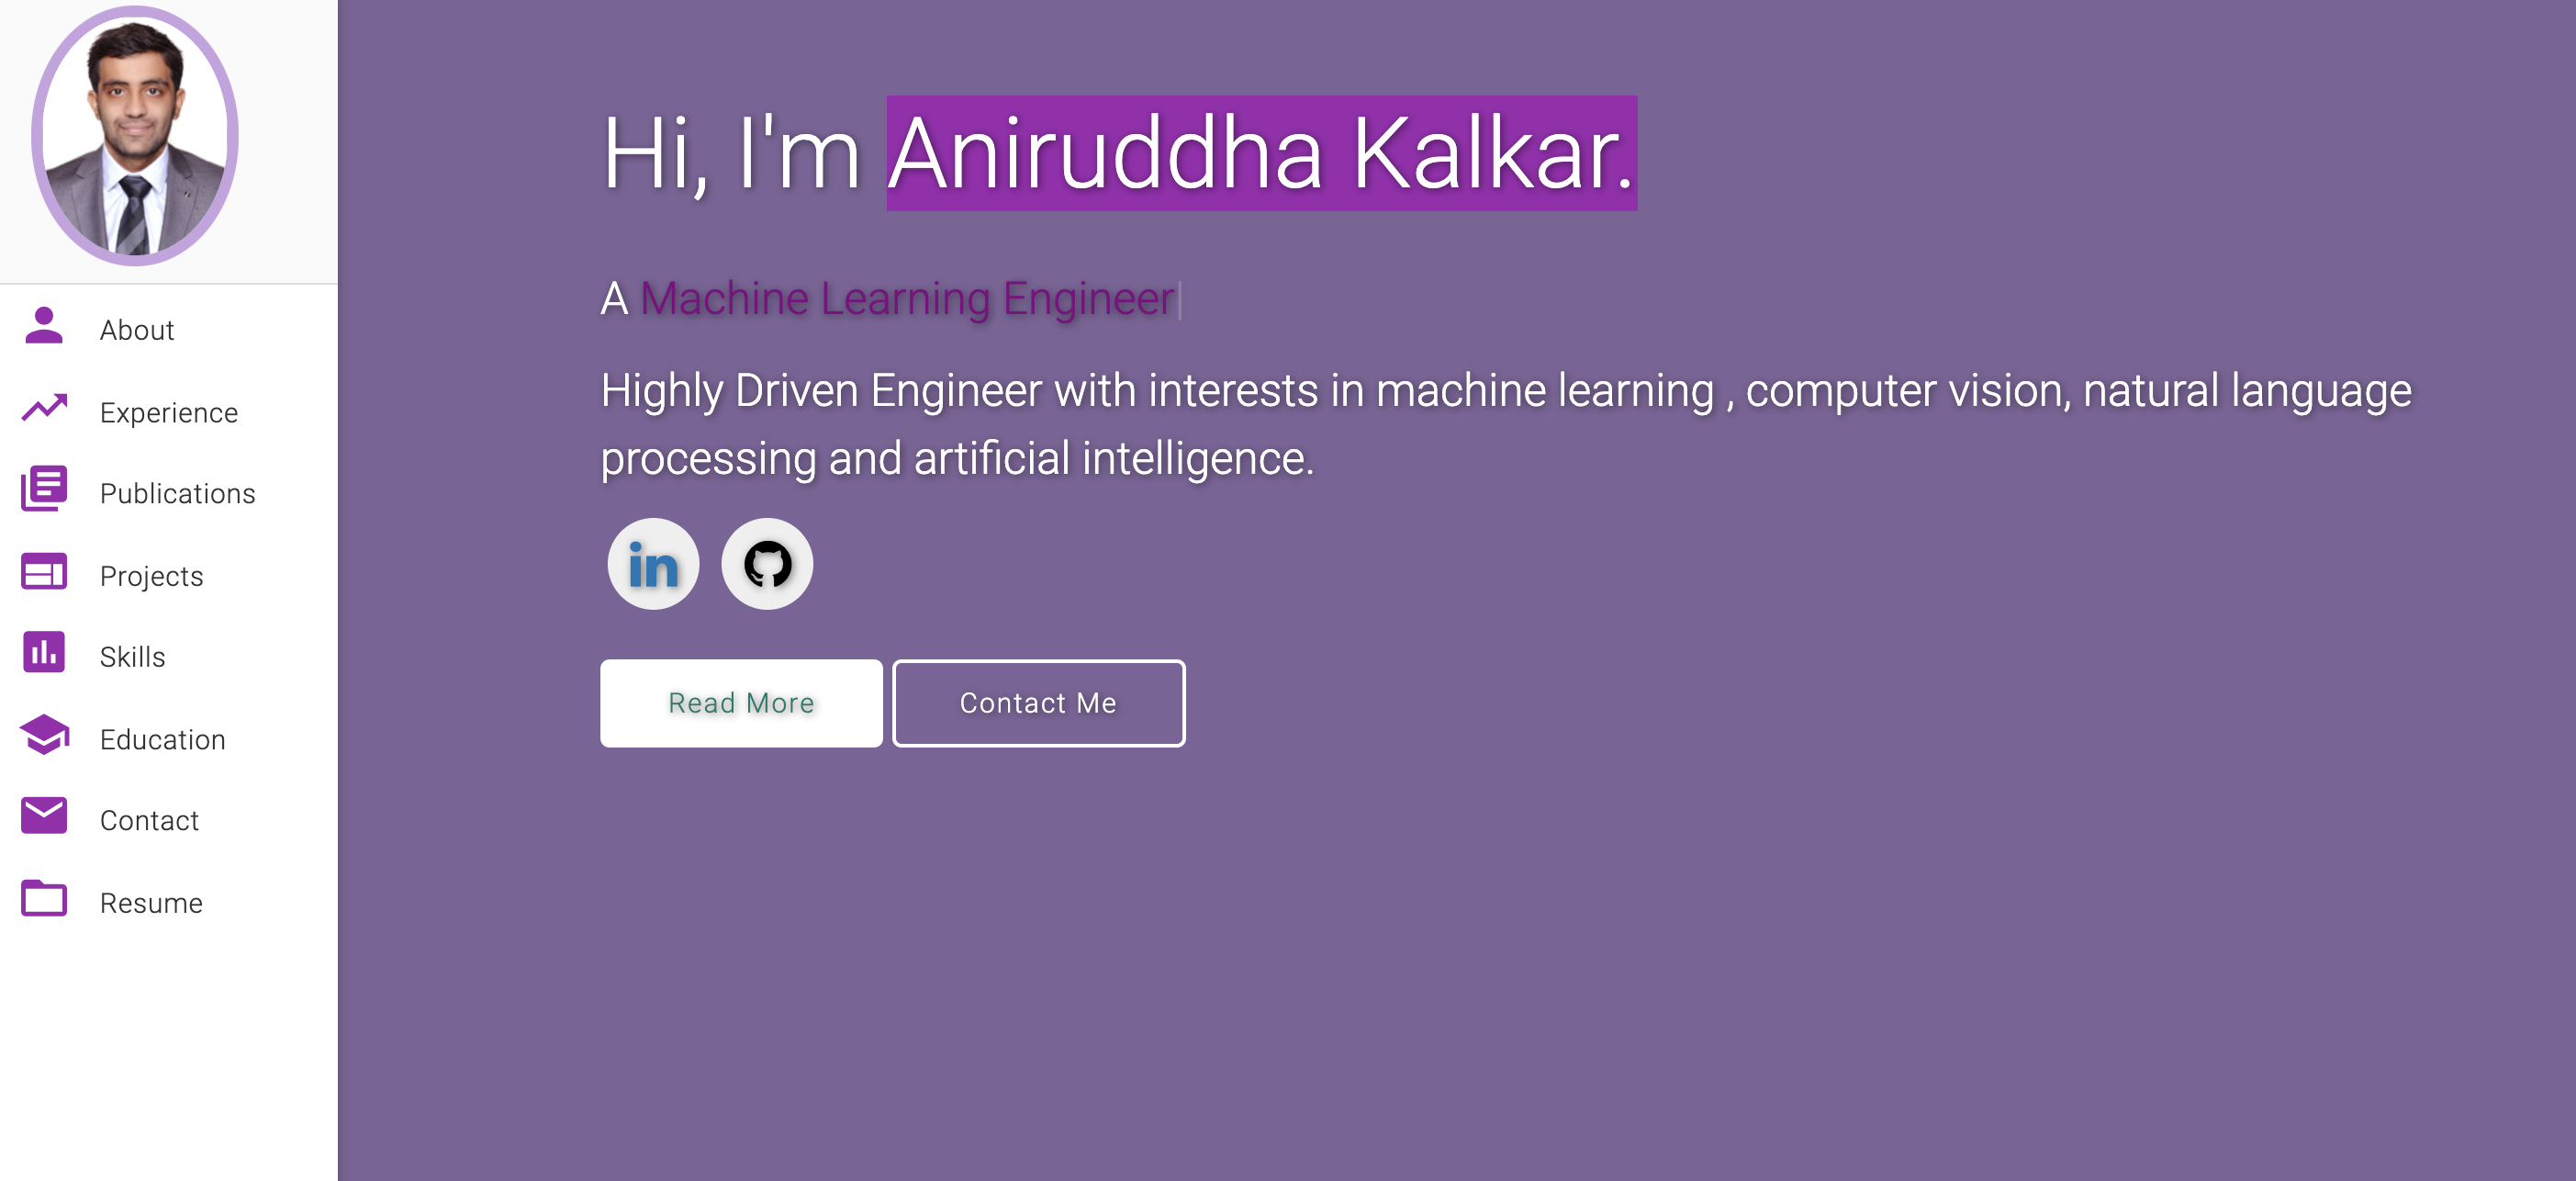 About
Experience
Publications
Projects
Skills
Education
Contact
Resume
Hi, I'm Aniruddha Kalkar.
A Machine Learning Engineer|
Highly Driven Engineer with interests in machine learning , computer vision, natural language
processing and artificial intelligence.
in
Read More
Contact Me